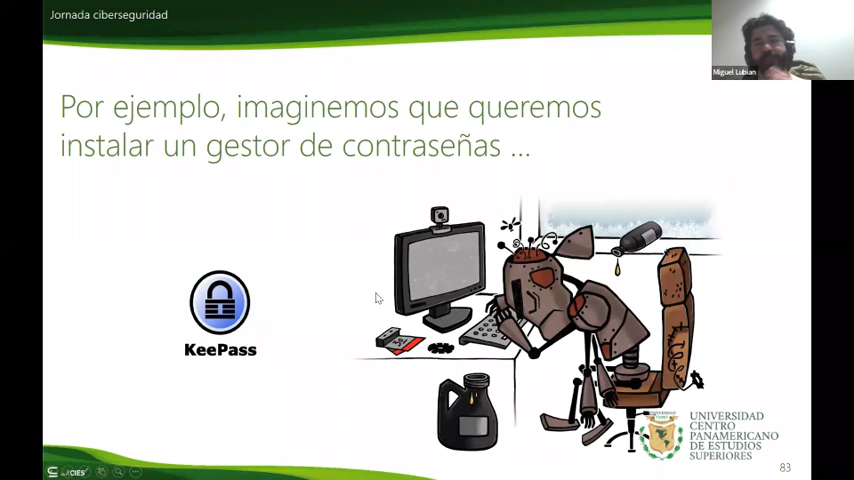 Jornada ciberseguridad
Miguel Lubian
Por ejemplo, imaginemos que queremos
instalar un gestor de contraseñas ...
KeePass
UNIVERSIDAD
CENTRO
PANAMERICANO
DE ESTUDIOS
SUPERIORES
83